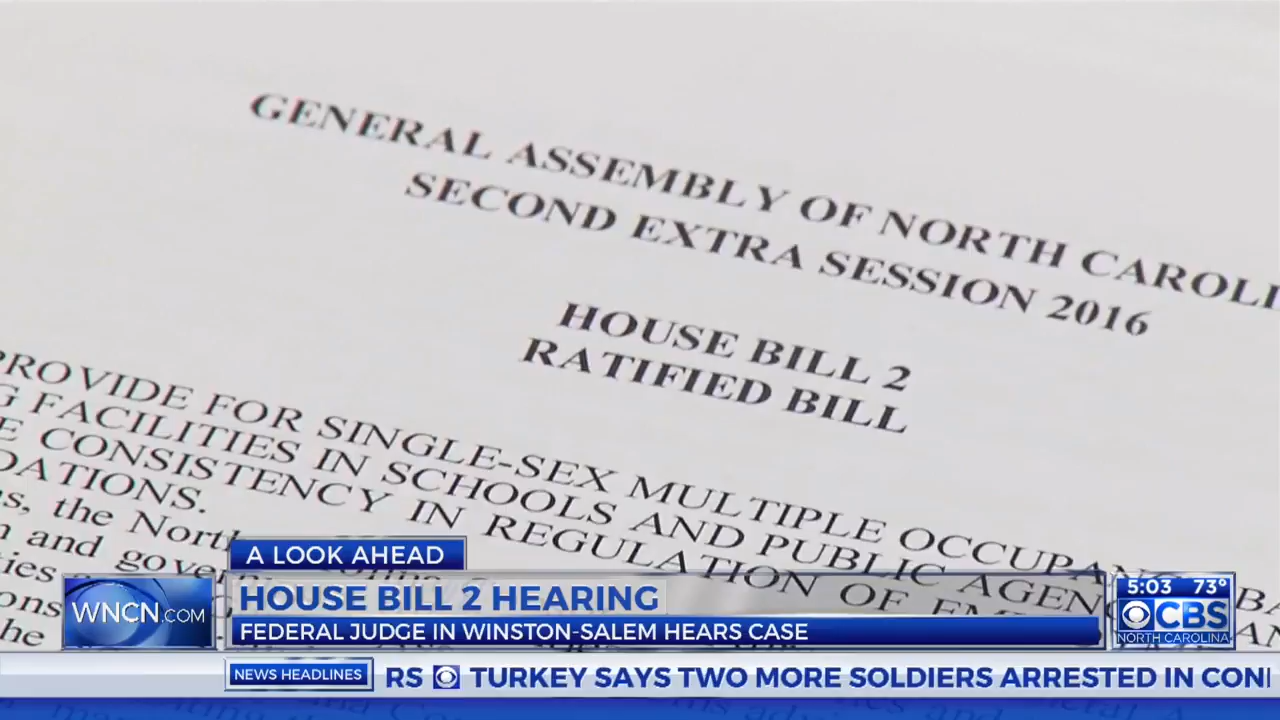 GENERAL ASSEMBLY OF NORTH CAROLI
SECOND EXTRA SESSION 2016
HOUSE BILL 2
RATIFIED BILL
PROVIDE FOR SINGLE-SEX MULTIPLE OCCUPAN
G FACILITIES IN SCHOOLS AND PUBLIC AGEN
E CONSISTENCY IN REGULATION OF EM
DATIONS.
the North
and gover
A LOOK AHEAD
WNCN.COM
HOUSE BILL 2 HEARING
FEDERAL JUDGE IN WINSTON-SALEM HEARS CASE
5:03 73°
CBS
NORTH CAROLINA
NEWS HEADLINES
RS TURKEY SAYS TWO MORE SOLDIERS ARRESTED IN CON